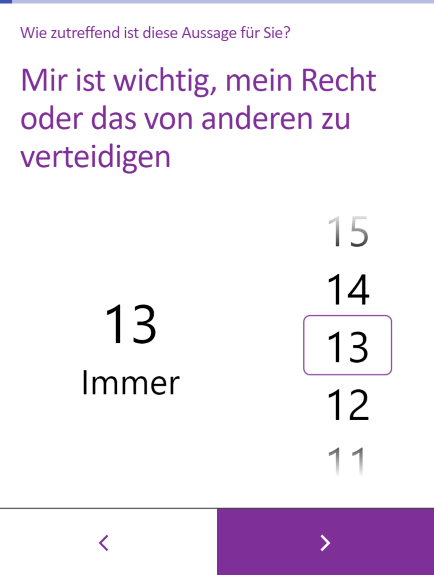 Wie zutreffend ist diese Aussage für Sie?
Mir ist wichtig, mein Recht
oder das von anderen zu
verteidigen
15
14
13
13
Immer
12
11